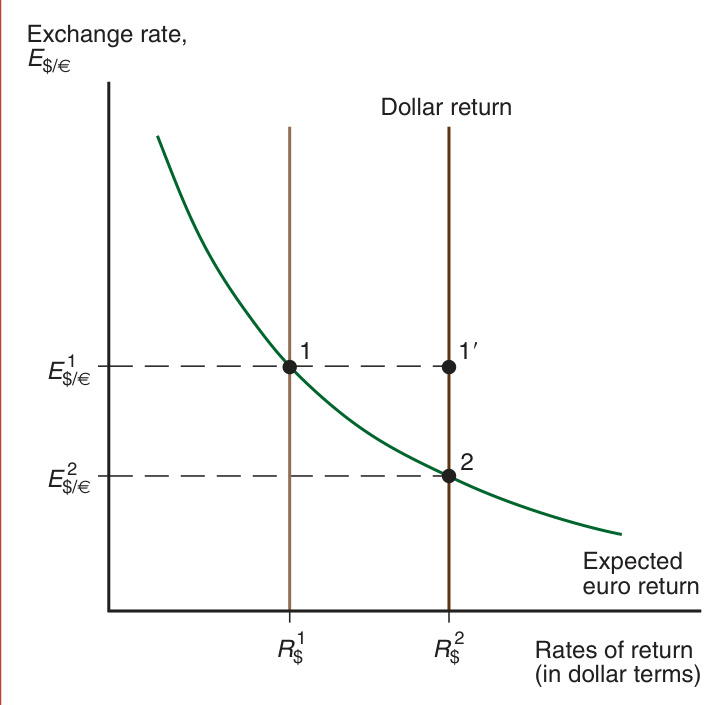 Exchange rate,
E$/€
Dollar return
1
1′
E¹$/€
2
E²$/€
Expected
euro return
R¹$
R²$
Rates of return
(in dollar terms)